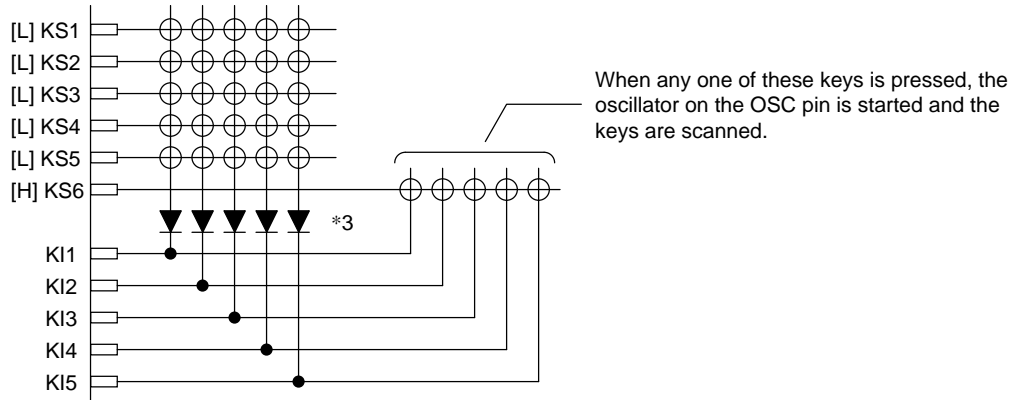 [L] KS1
[L] KS2
[L] KS3
[L] KS4
[L] KS5
[H] KS6
When any one of these keys is pressed, the
oscillator on the OSC pin is started and the
keys are scanned.
*3
KI1
KI2
KI3
KI4
KI5